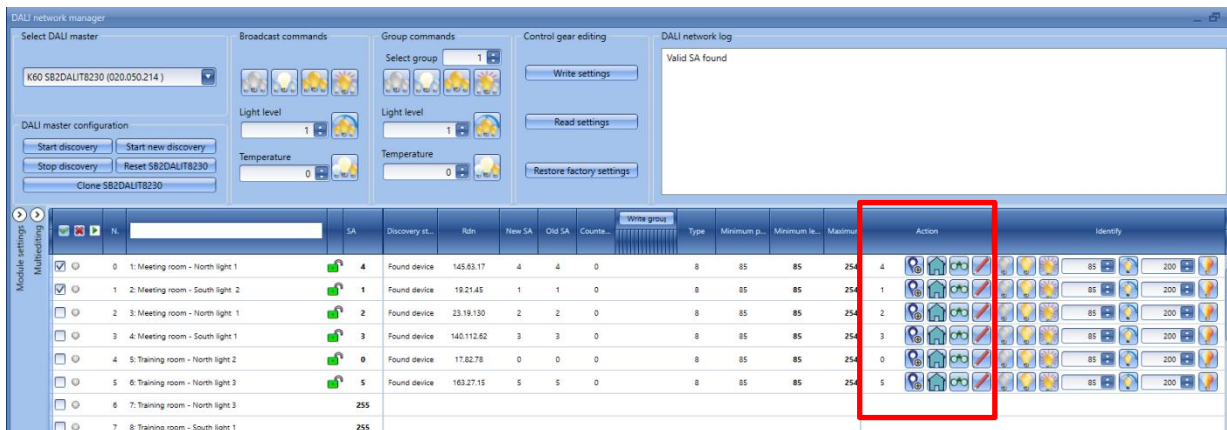 DALI network manager
Select DALI master
K60 SB2DALIT8230 (020.050.214 )
DALI master configuration
Start discovery
Start new discovery
Stop discovery
Reset SB2DALIT8230
Clone SB2DALIT8230
Broadcast commands
Light level
1
Temperature
0
Group commands
Select group 1
Light level
1
Temperature
0
Control gear editing
Write settings
Read settings
Restore factory settings
DALI network log
Valid SA found
Module settings
Multiediting
N. SA Discovery st... Rdn New SA Old SA Counte... Write group Type Minimum p... Minimum le... Maximum Action Identify
0 1: Meeting room - North light 1 4 Found device 145.63.17 4 4 0 8 85 85 254 4 85 200
1 2: Meeting room - South light 2 1 Found device 19.21.45 1 1 0 8 85 85 254 1 85 200
2 3: Meeting room - North light 1 2 Found device 23.19.130 2 2 0 8 85 85 254 2 85 200
3 4: Meeting room - South light 1 3 Found device 140.112.62 3 3 0 8 85 85 254 3 85 200
4 5: Training room - North light 2 0 Found device 17.82.78 0 0 0 8 85 85 254 0 85 200
5 6: Training room - North light 3 5 Found device 163.27.15 5 5 0 8 85 85 254 5 85 200
6 7: Training room - North light 3 255
7 8: Training room - South light 1 255